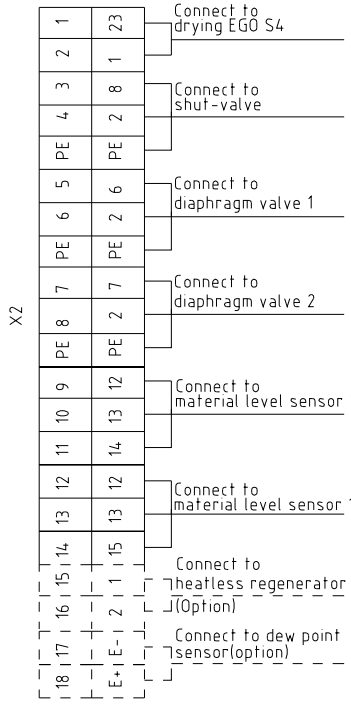 X2
1 23
2 1
3 8
4 2
PE PE
5 6
6 2
PE PE
7 7
8 2
PE PE
9 12
10 13
11 14
12 12
13 13
14 15
15 1
16 2
17 E-
18 E+
Connect to
drying EGO S4
Connect to
shut-valve
Connect to
diaphragm valve 1
Connect to
diaphragm valve 2
Connect to
material level sensor
Connect to
material level sensor 1
Connect to
heatless regenerator
(Option)
Connect to dew point
sensor(option)